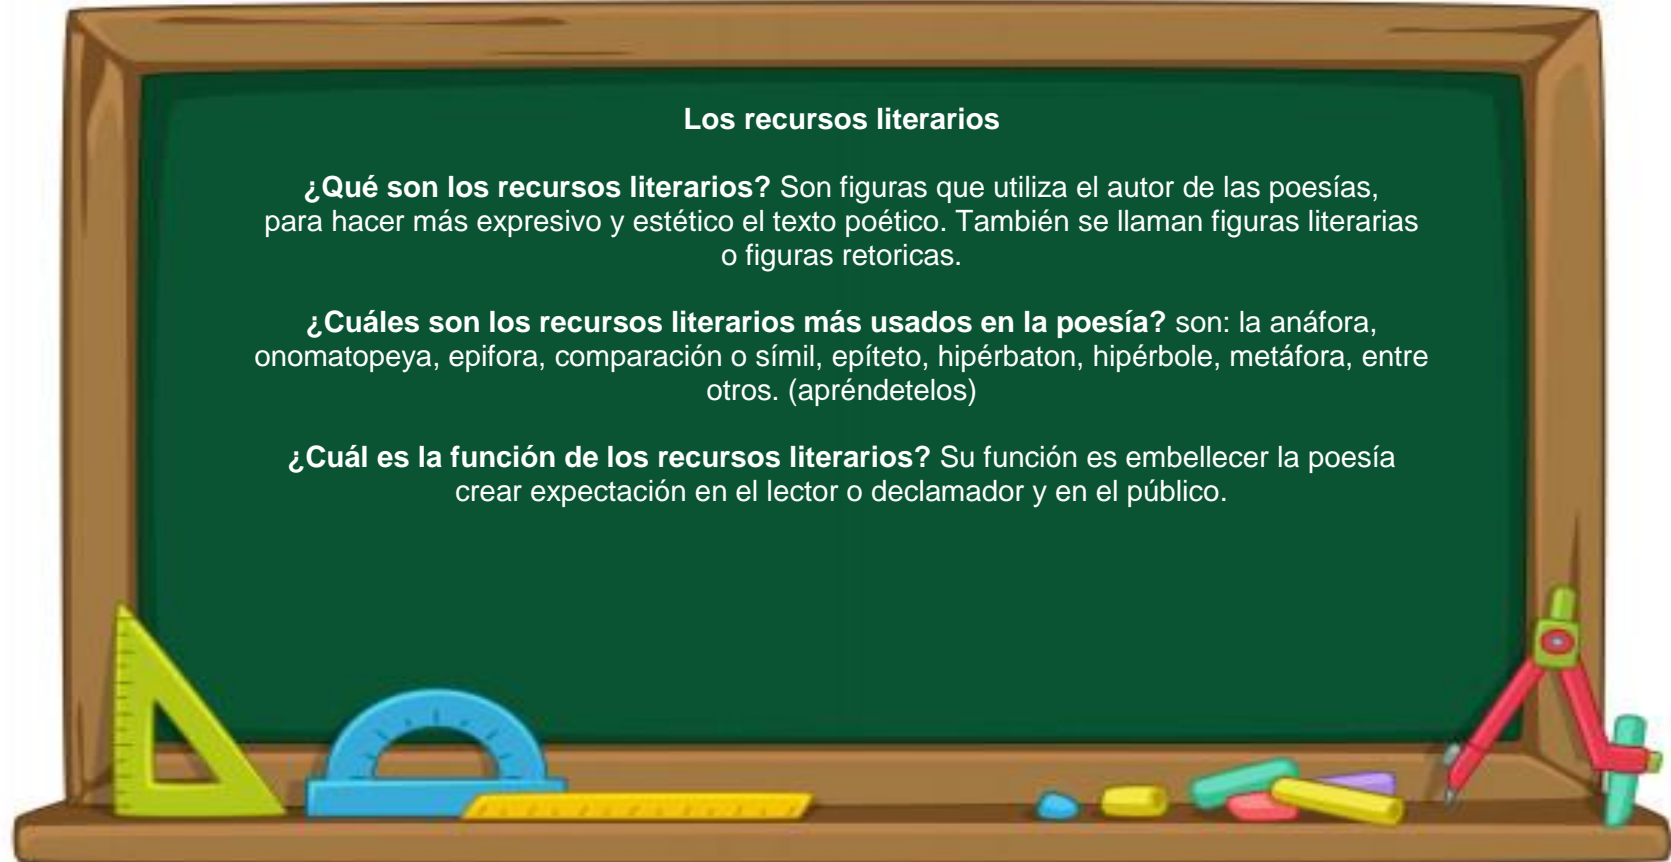 Los recursos literarios
¿Qué son los recursos literarios? Son figuras que utiliza el autor de las poesías,
para hacer más expresivo y estético el texto poético. También se llaman figuras literarias
o figuras retoricas.
¿Cuáles son los recursos literarios más usados en la poesía? son: la anáfora,
onomatopeya, epifora, comparación o símil, epíteto, hipérbaton, hipérbole, metáfora, entre
otros. (apréndetelos)
¿Cuál es la función de los recursos literarios? Su función es embellecer la poesía
crear expectación en el lector o declamador y en el público.